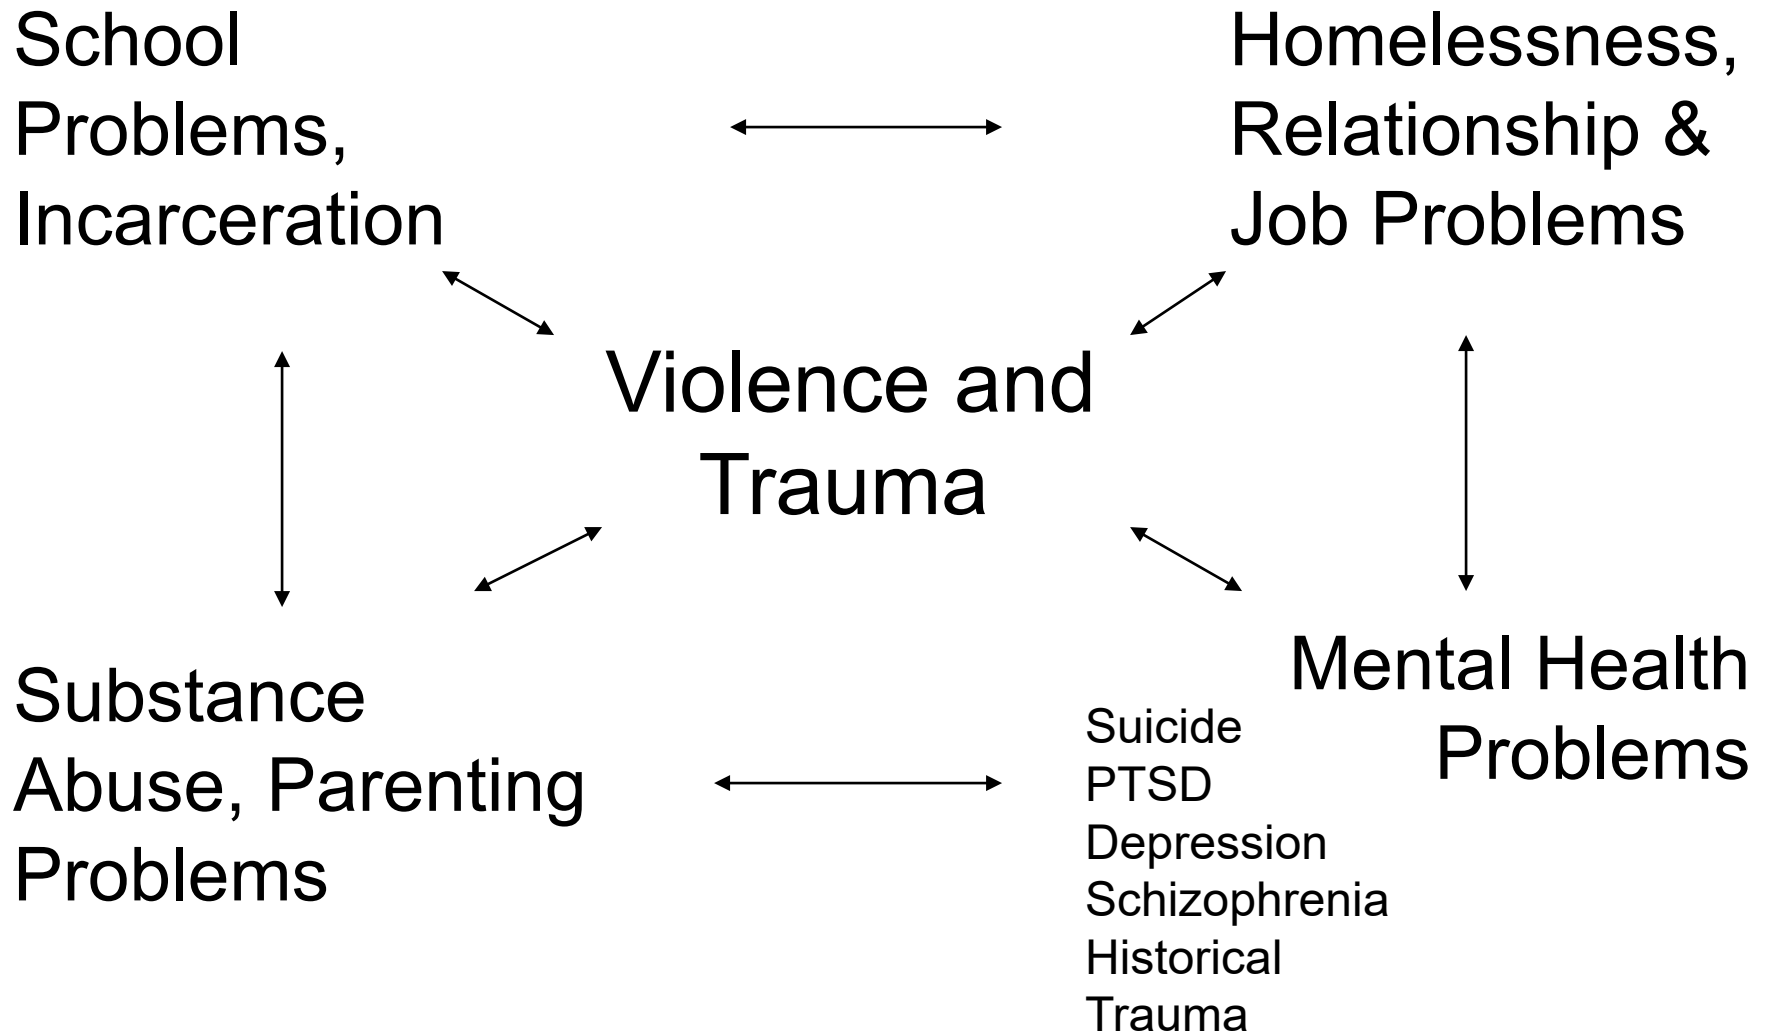 School
Problems,
Incarceration
Homelessness,
Relationship &
Job Problems
Violence and
Trauma
Substance
Abuse, Parenting
Problems
Mental Health
Problems
Suicide
PTSD
Depression
Schizophrenia
Historical
Trauma